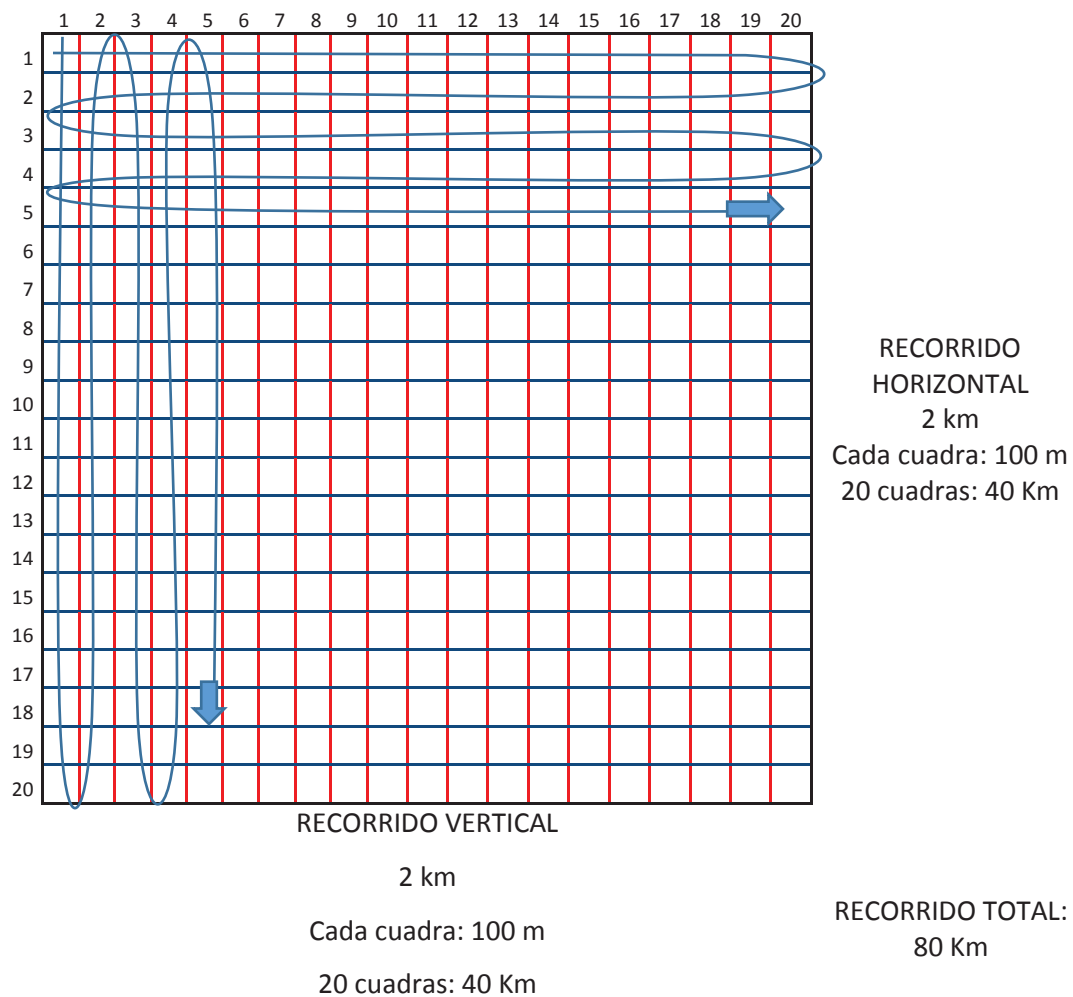 1 2 3 4 5 6 7 8 9 10 11 12 13 14 15 16 17 18 19 20
1
2
3
4
5
6
7
8
9
10
11
12
13
14
15
16
17
18
19
20
RECORRIDO
HORIZONTAL
2 km
Cada cuadra: 100 m
20 cuadras: 40 Km
RECORRIDO VERTICAL
2 km
Cada cuadra: 100 m
20 cuadras: 40 Km
RECORRIDO TOTAL:
80 Km